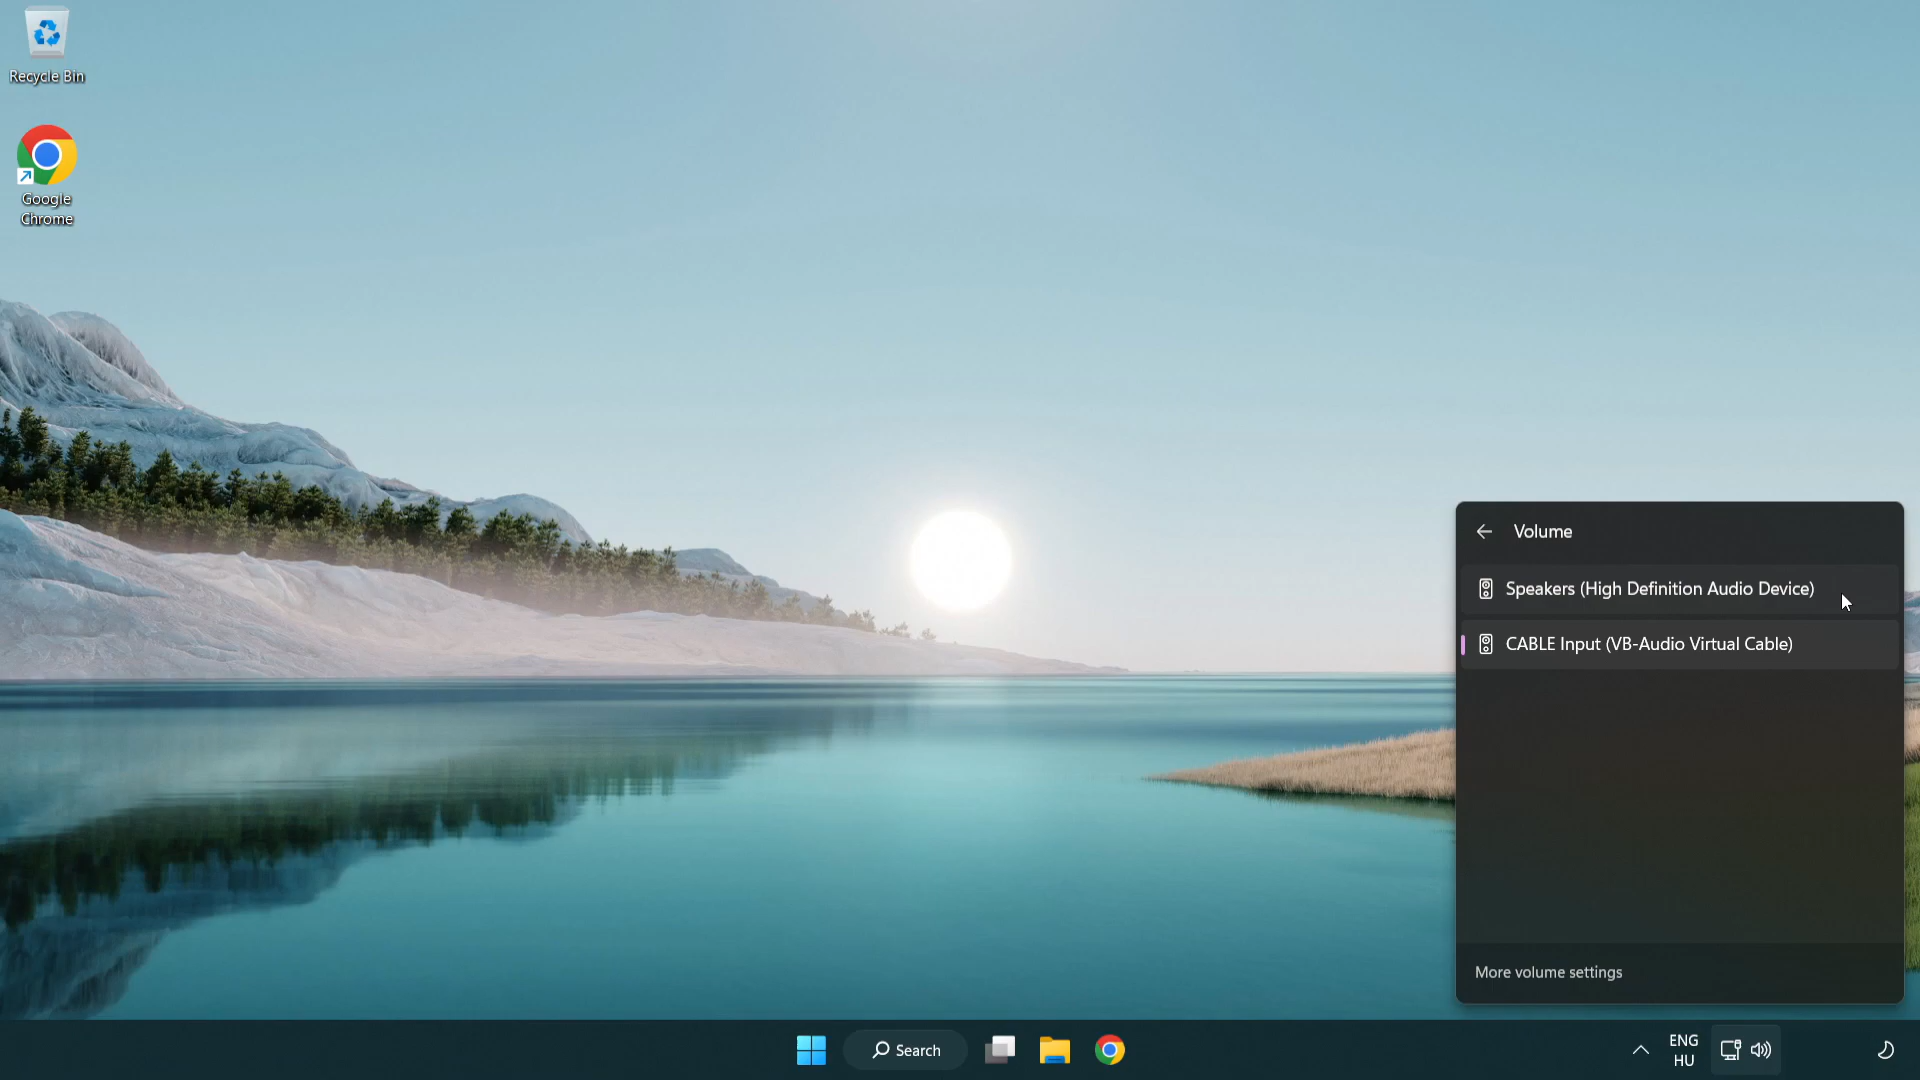 Recycle Bin
Google
Chrome
Volume
Speakers (High Definition Audio Device)
CABLE Input (VB-Audio Virtual Cable)
More volume settings
Search
ENG
HU